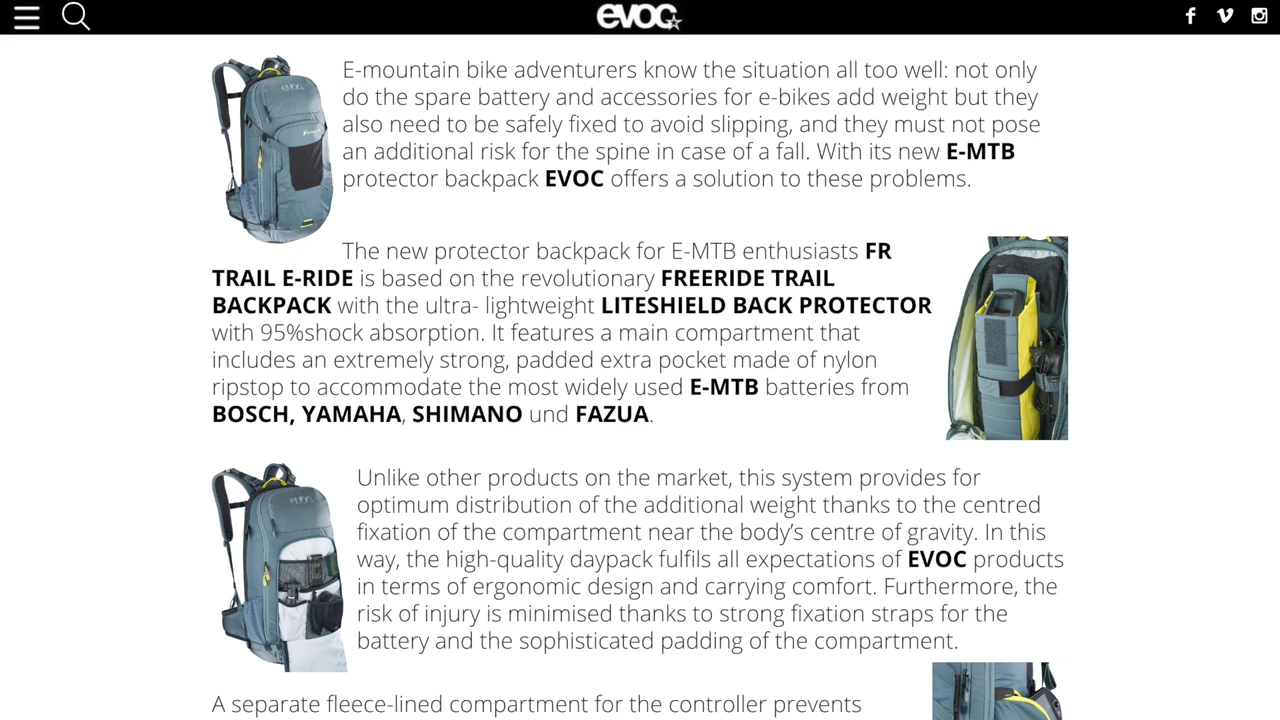 evoc
E-mountain bike adventurers know the situation all too well: not only
do the spare battery and accessories for e-bikes add weight but they
also need to be safely fixed to avoid slipping, and they must not pose
an additional risk for the spine in case of a fall. With its new E-MTB
protector backpack EVOC offers a solution to these problems.
The new protector backpack for E-MTB enthusiasts FR
TRAIL E-RIDE is based on the revolutionary FREERIDE TRAIL
BACKPACK with the ultra- lightweight LITESHIELD BACK PROTECTOR
with 95%shock absorption. It features a main compartment that
includes an extremely strong, padded extra pocket made of nylon
ripstop to accommodate the most widely used E-MTB batteries from
BOSCH, YAMAHA, SHIMANO und FAZUA.
Unlike other products on the market, this system provides for
optimum distribution of the additional weight thanks to the centred
fixation of the compartment near the body’s centre of gravity. In this
way, the high-quality daypack fulfils all expectations of EVOC products
in terms of ergonomic design and carrying comfort. Furthermore, the
risk of injury is minimised thanks to strong fixation straps for the
battery and the sophisticated padding of the compartment.
A separate fleece-lined compartment for the controller prevents